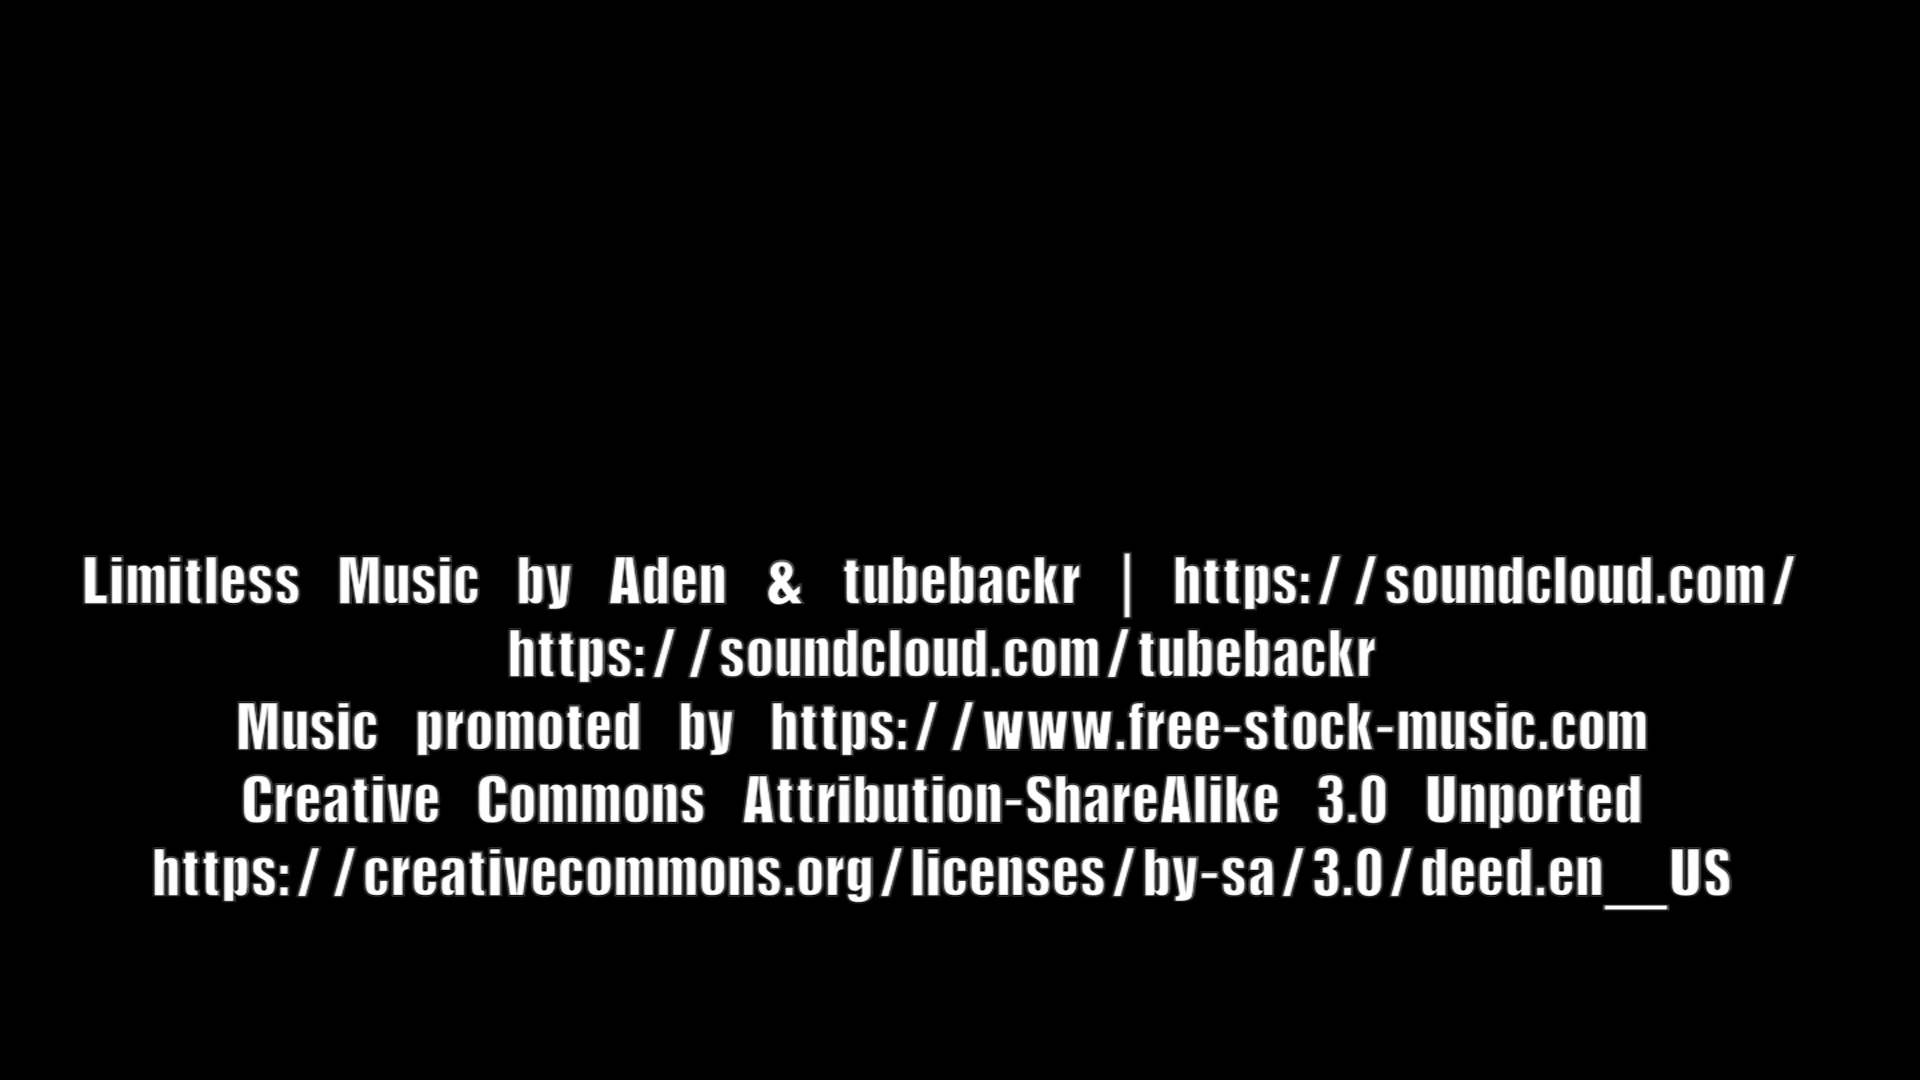 Limitless Music by Aden & tubebackr | https://soundcloud.com/
https://soundcloud.com/tubebackr
Music promoted by https://www.free-stock-music.com
Creative Commons Attribution-ShareAlike 3.0 Unported
https://creativecommons.org/licenses/by-sa/3.0/deed.en_US